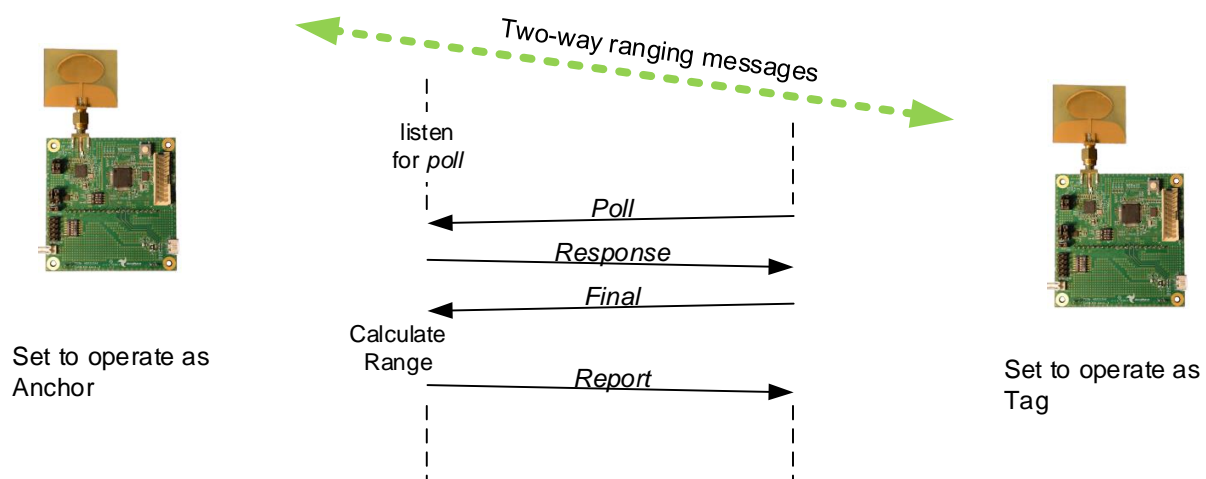 Two-way ranging messages
listen
for poll
Poll
Response
Final
Calculate
Range
Report
Set to operate as
Anchor
Set to operate as
Tag